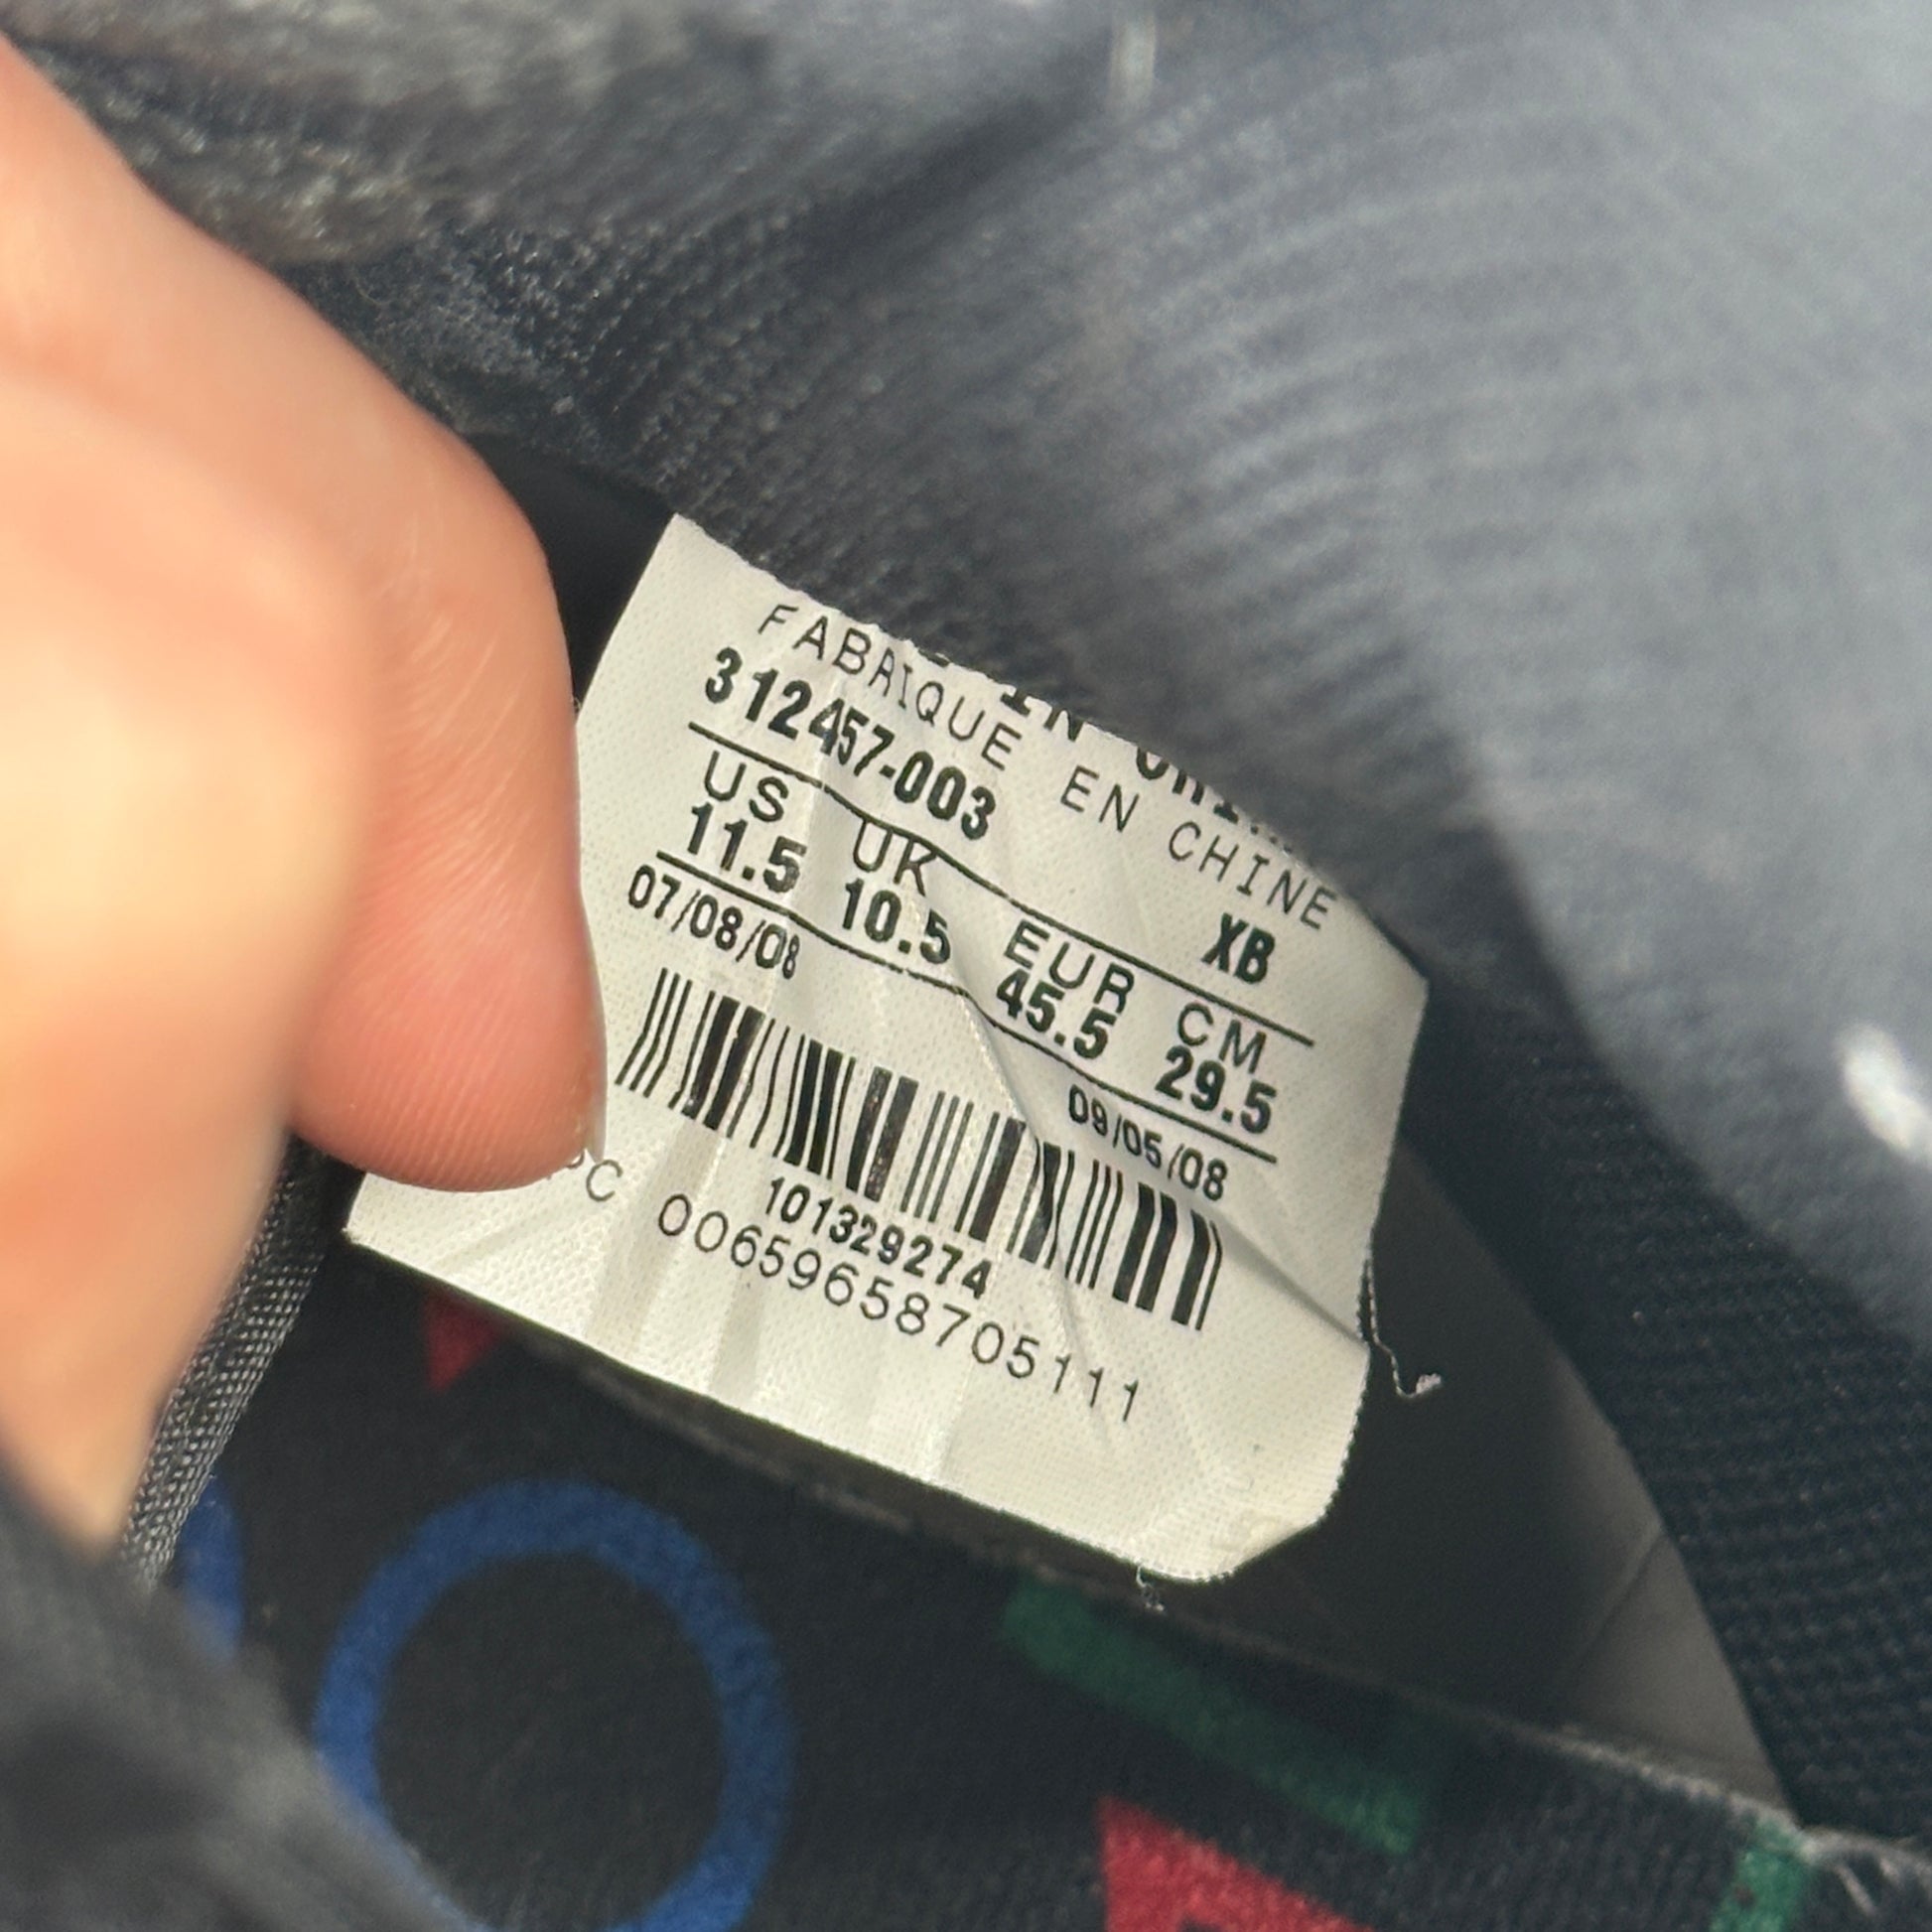 FABRIQUE EN CHINE
312457-003 XB
US UK EUR CM
11.5 10.5 45.5 29.5
07/08/08 09/05/08
101329274
PC 00659658705111